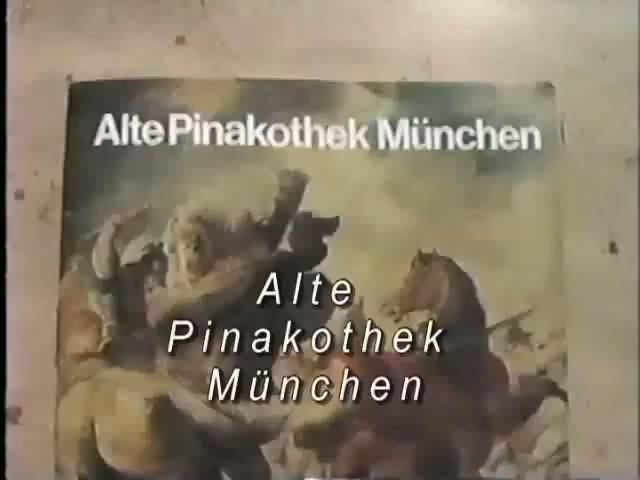 Alte Pinakothek München
Alte
Pinakothek
München